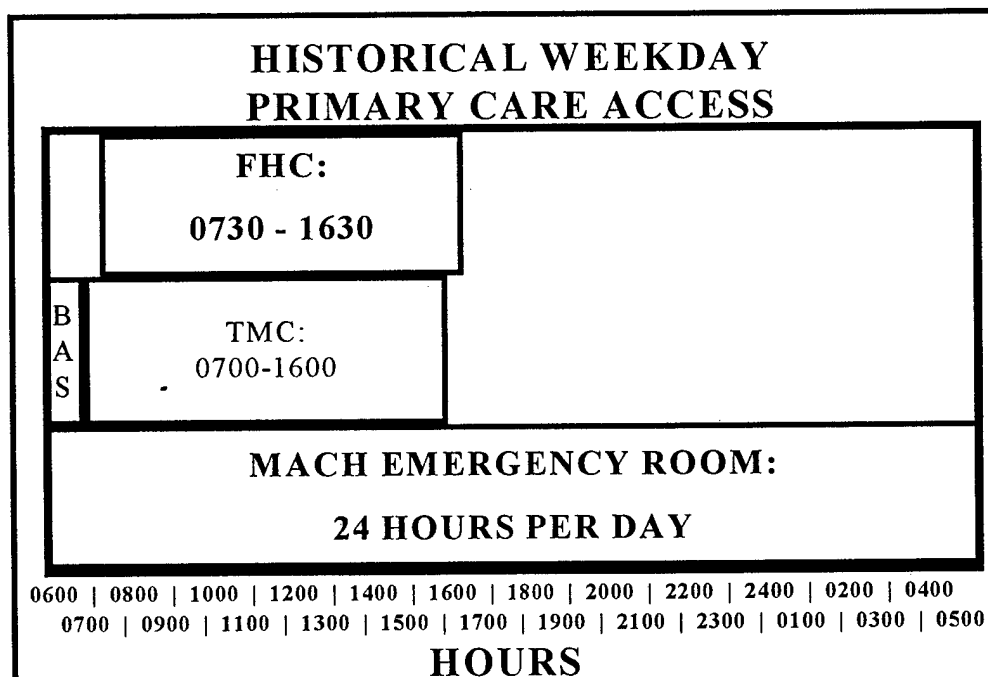 HISTORICAL WEEKDAY
PRIMARY CARE ACCESS
FHC:
0730 - 1630
B
A
S
TMC:
0700-1600
MACH EMERGENCY ROOM:
24 HOURS PER DAY
0600 | 0800 | 1000 | 1200 | 1400 | 1600 | 1800 | 2000 | 2200 | 2400 | 0200 | 0400
0700 | 0900 | 1100 | 1300 | 1500 | 1700 | 1900 | 2100 | 2300 | 0100 | 0300 | 0500
HOURS